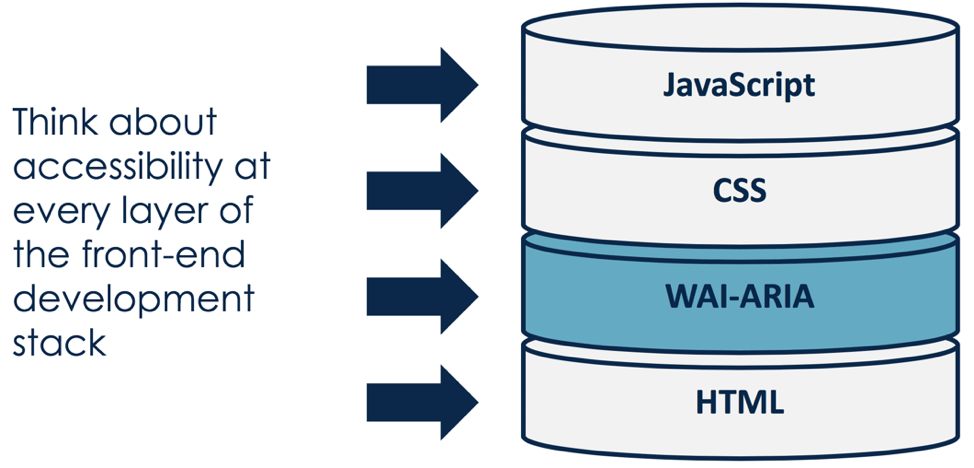 Think about
accessibility at
every layer of
the front-end
development
stack
JavaScript
CSS
WAI-ARIA
HTML